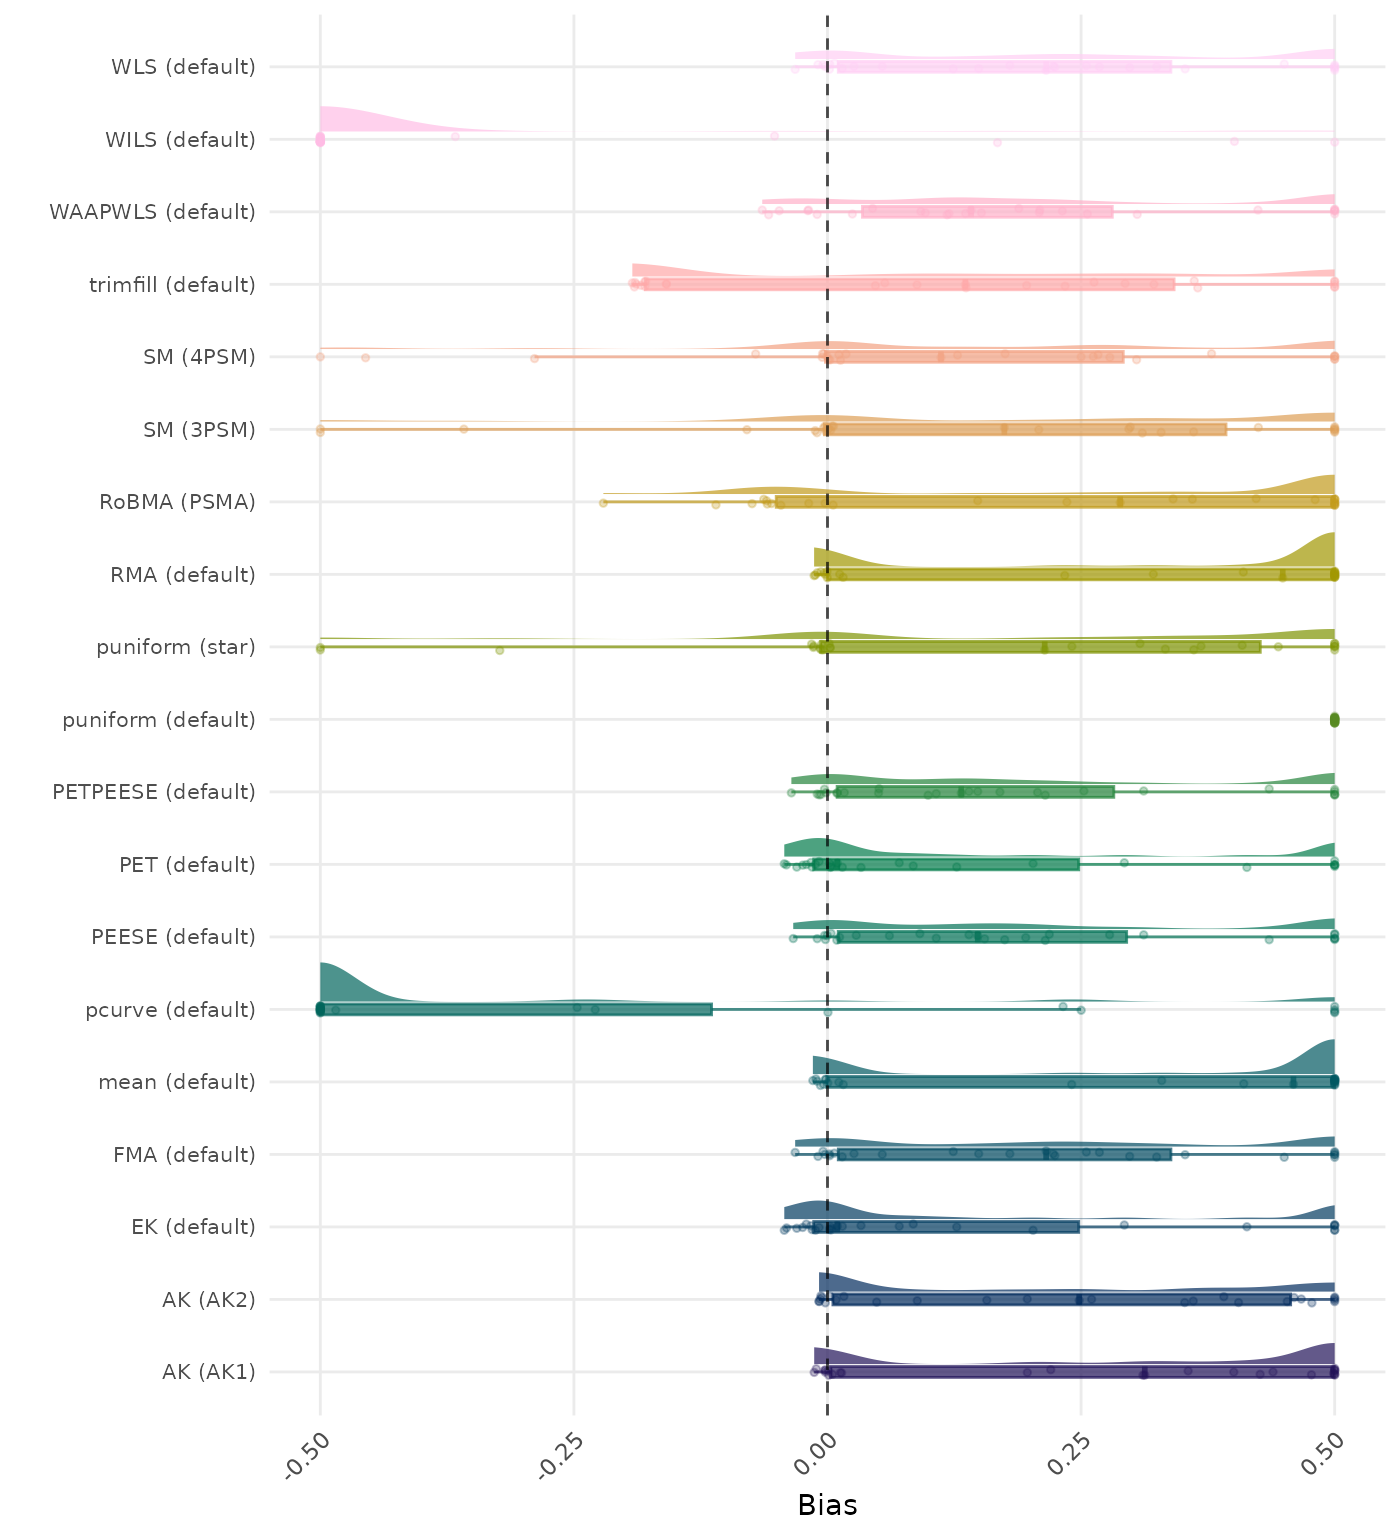 WLS (default)
WILS (default)
WAAPWLS (default)
trimfill (default)
SM (4PSM)
SM (3PSM)
RoBMA (PSMA)
RMA (default)
puniform (star)
puniform (default)
PETPEESE (default)
PET (default)
PEESE (default)
pcurve (default)
mean (default)
FMA (default)
EK (default)
AK (AK2)
AK (AK1)
-0.50 -0.25 0.00 0.25 0.50
Bias